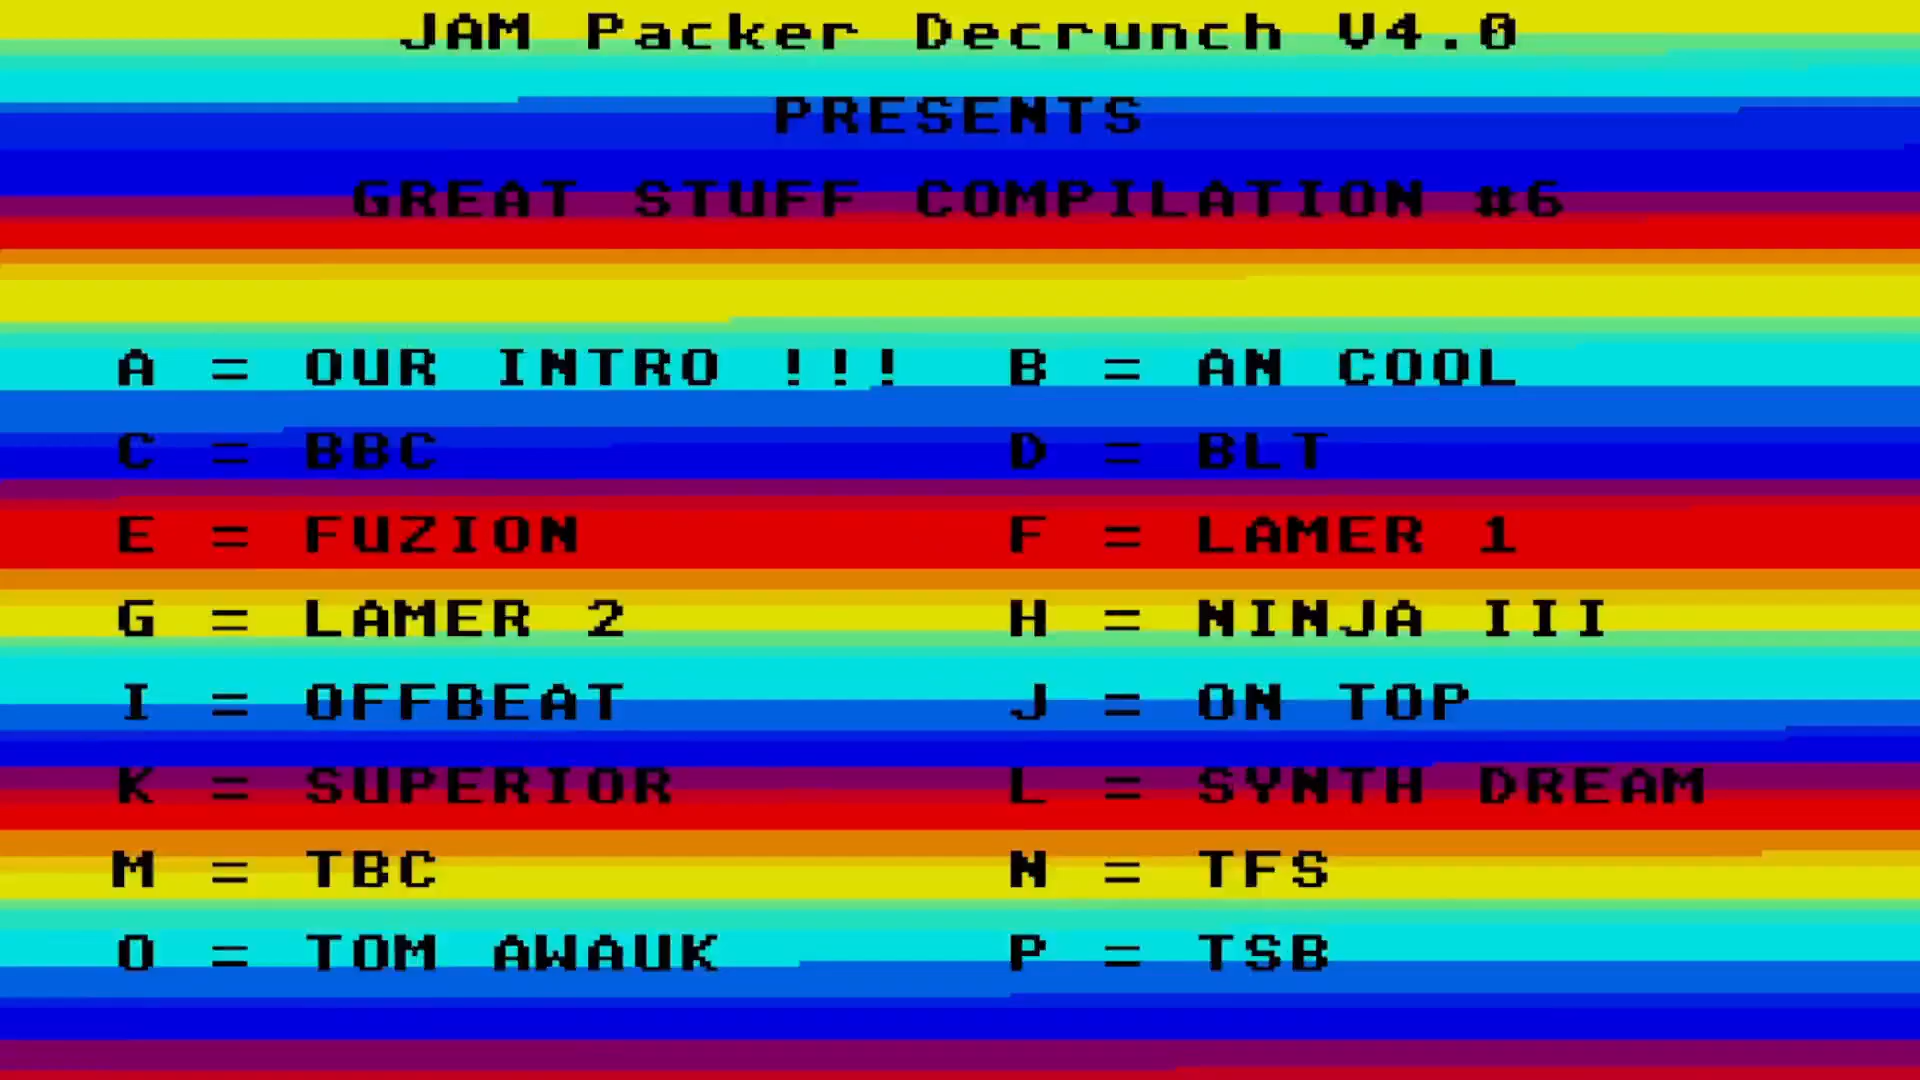 JAM Packer Decrunch V4.0
PRESENTS
GREAT STUFF COMPILATION #6
A = OUR INTRO !!! B = AN COOL
C = BBC D = BLT
E = FUZION F = LAMER 1
G = LAMER 2 H = NINJA III
I = OFFBEAT J = ON TOP
K = SUPERIOR L = SYNTH DREAM
M = TBC N = TFS
O = TOM AWAUK P = TSB